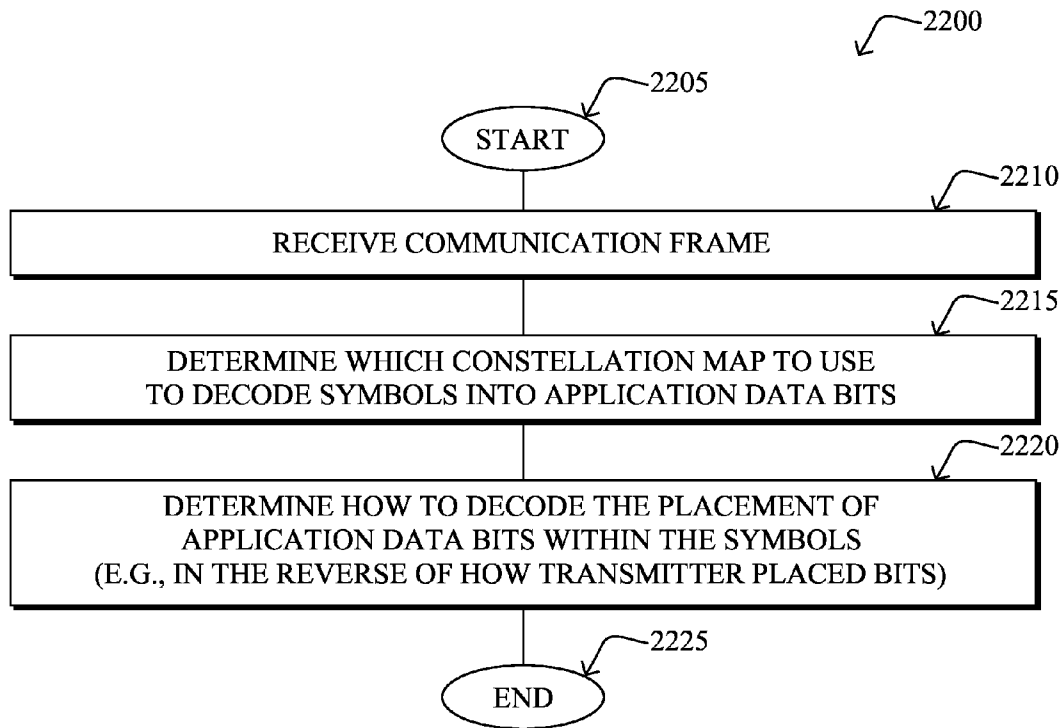 2200
2205
START
2210
RECEIVE COMMUNICATION FRAME
2215
DETERMINE WHICH CONSTELLATION MAP TO USE
TO DECODE SYMBOLS INTO APPLICATION DATA BITS
2220
DETERMINE HOW TO DECODE THE PLACEMENT OF
APPLICATION DATA BITS WITHIN THE SYMBOLS
(E.G., IN THE REVERSE OF HOW TRANSMITTER PLACED BITS)
2225
END